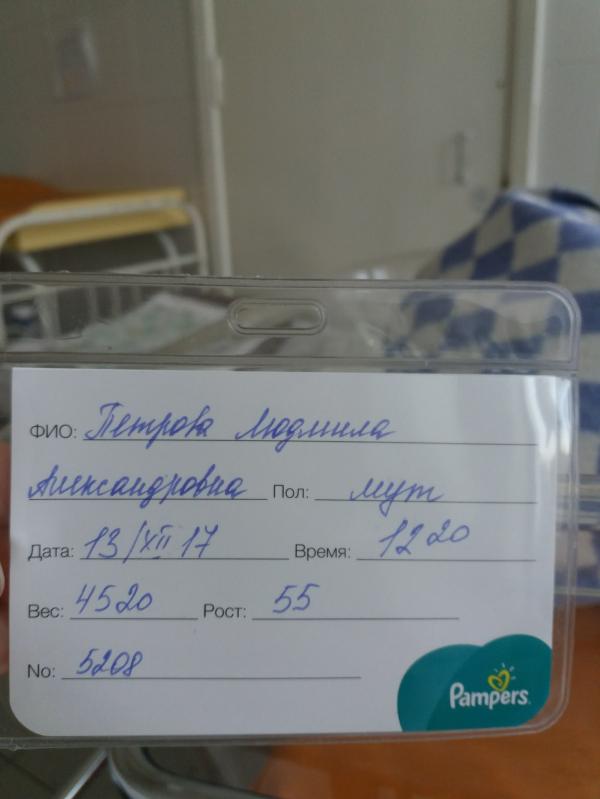 ФИО: Петрова Людмила
Александровна Пол: муж
Дата: 13/XII 17 Время: 12 20
Вес: 4520 Рост: 55
No: 5208
Pampers